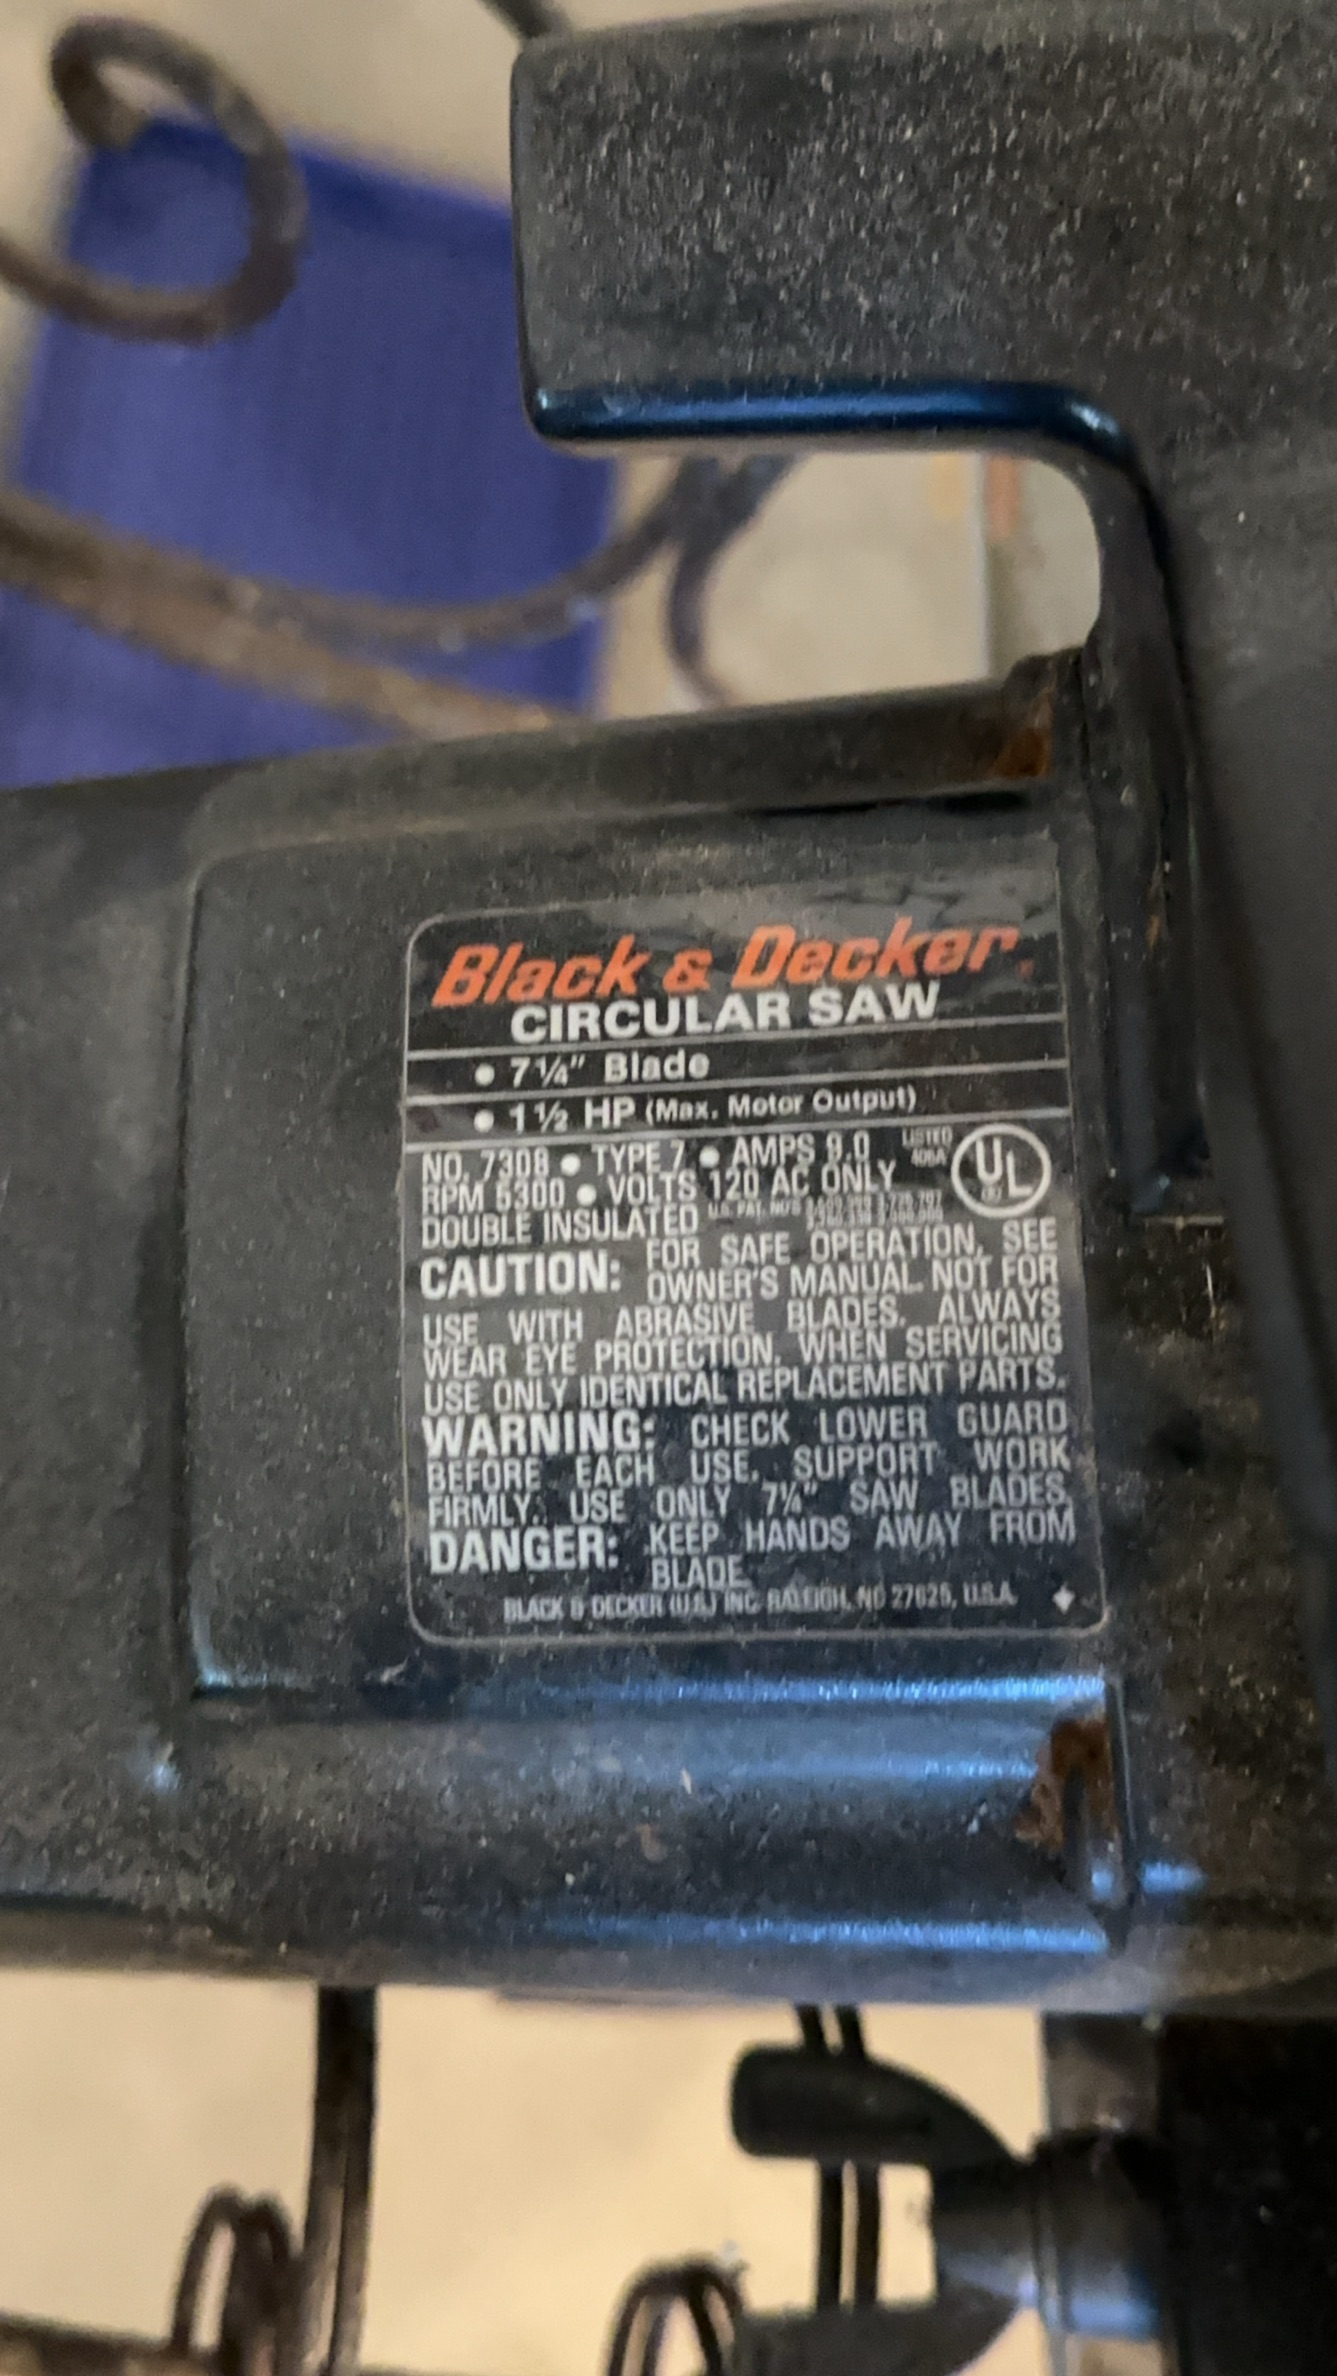 Black & Decker
CIRCULAR SAW
• 7¼" Blade
• 1½ HP (Max. Motor Output)
NO. 7308 • TYPE 7 • AMPS 9.0
LISTED
RPM 5300 • VOLTS 120 AC ONLY
UL
DOUBLE INSULATED
U.S. PAT. NO'S
CAUTION: FOR SAFE OPERATION, SEE
OWNER'S MANUAL. NOT FOR
USE WITH ABRASIVE BLADES. ALWAYS
WEAR EYE PROTECTION. WHEN SERVICING
USE ONLY IDENTICAL REPLACEMENT PARTS.
WARNING: CHECK LOWER GUARD
BEFORE EACH USE. SUPPORT WORK
FIRMLY. USE ONLY 7¼" SAW BLADES.
DANGER: KEEP HANDS AWAY FROM
BLADE.
BLACK & DECKER (U.S.) INC. RALEIGH, NC 27625, U.S.A.